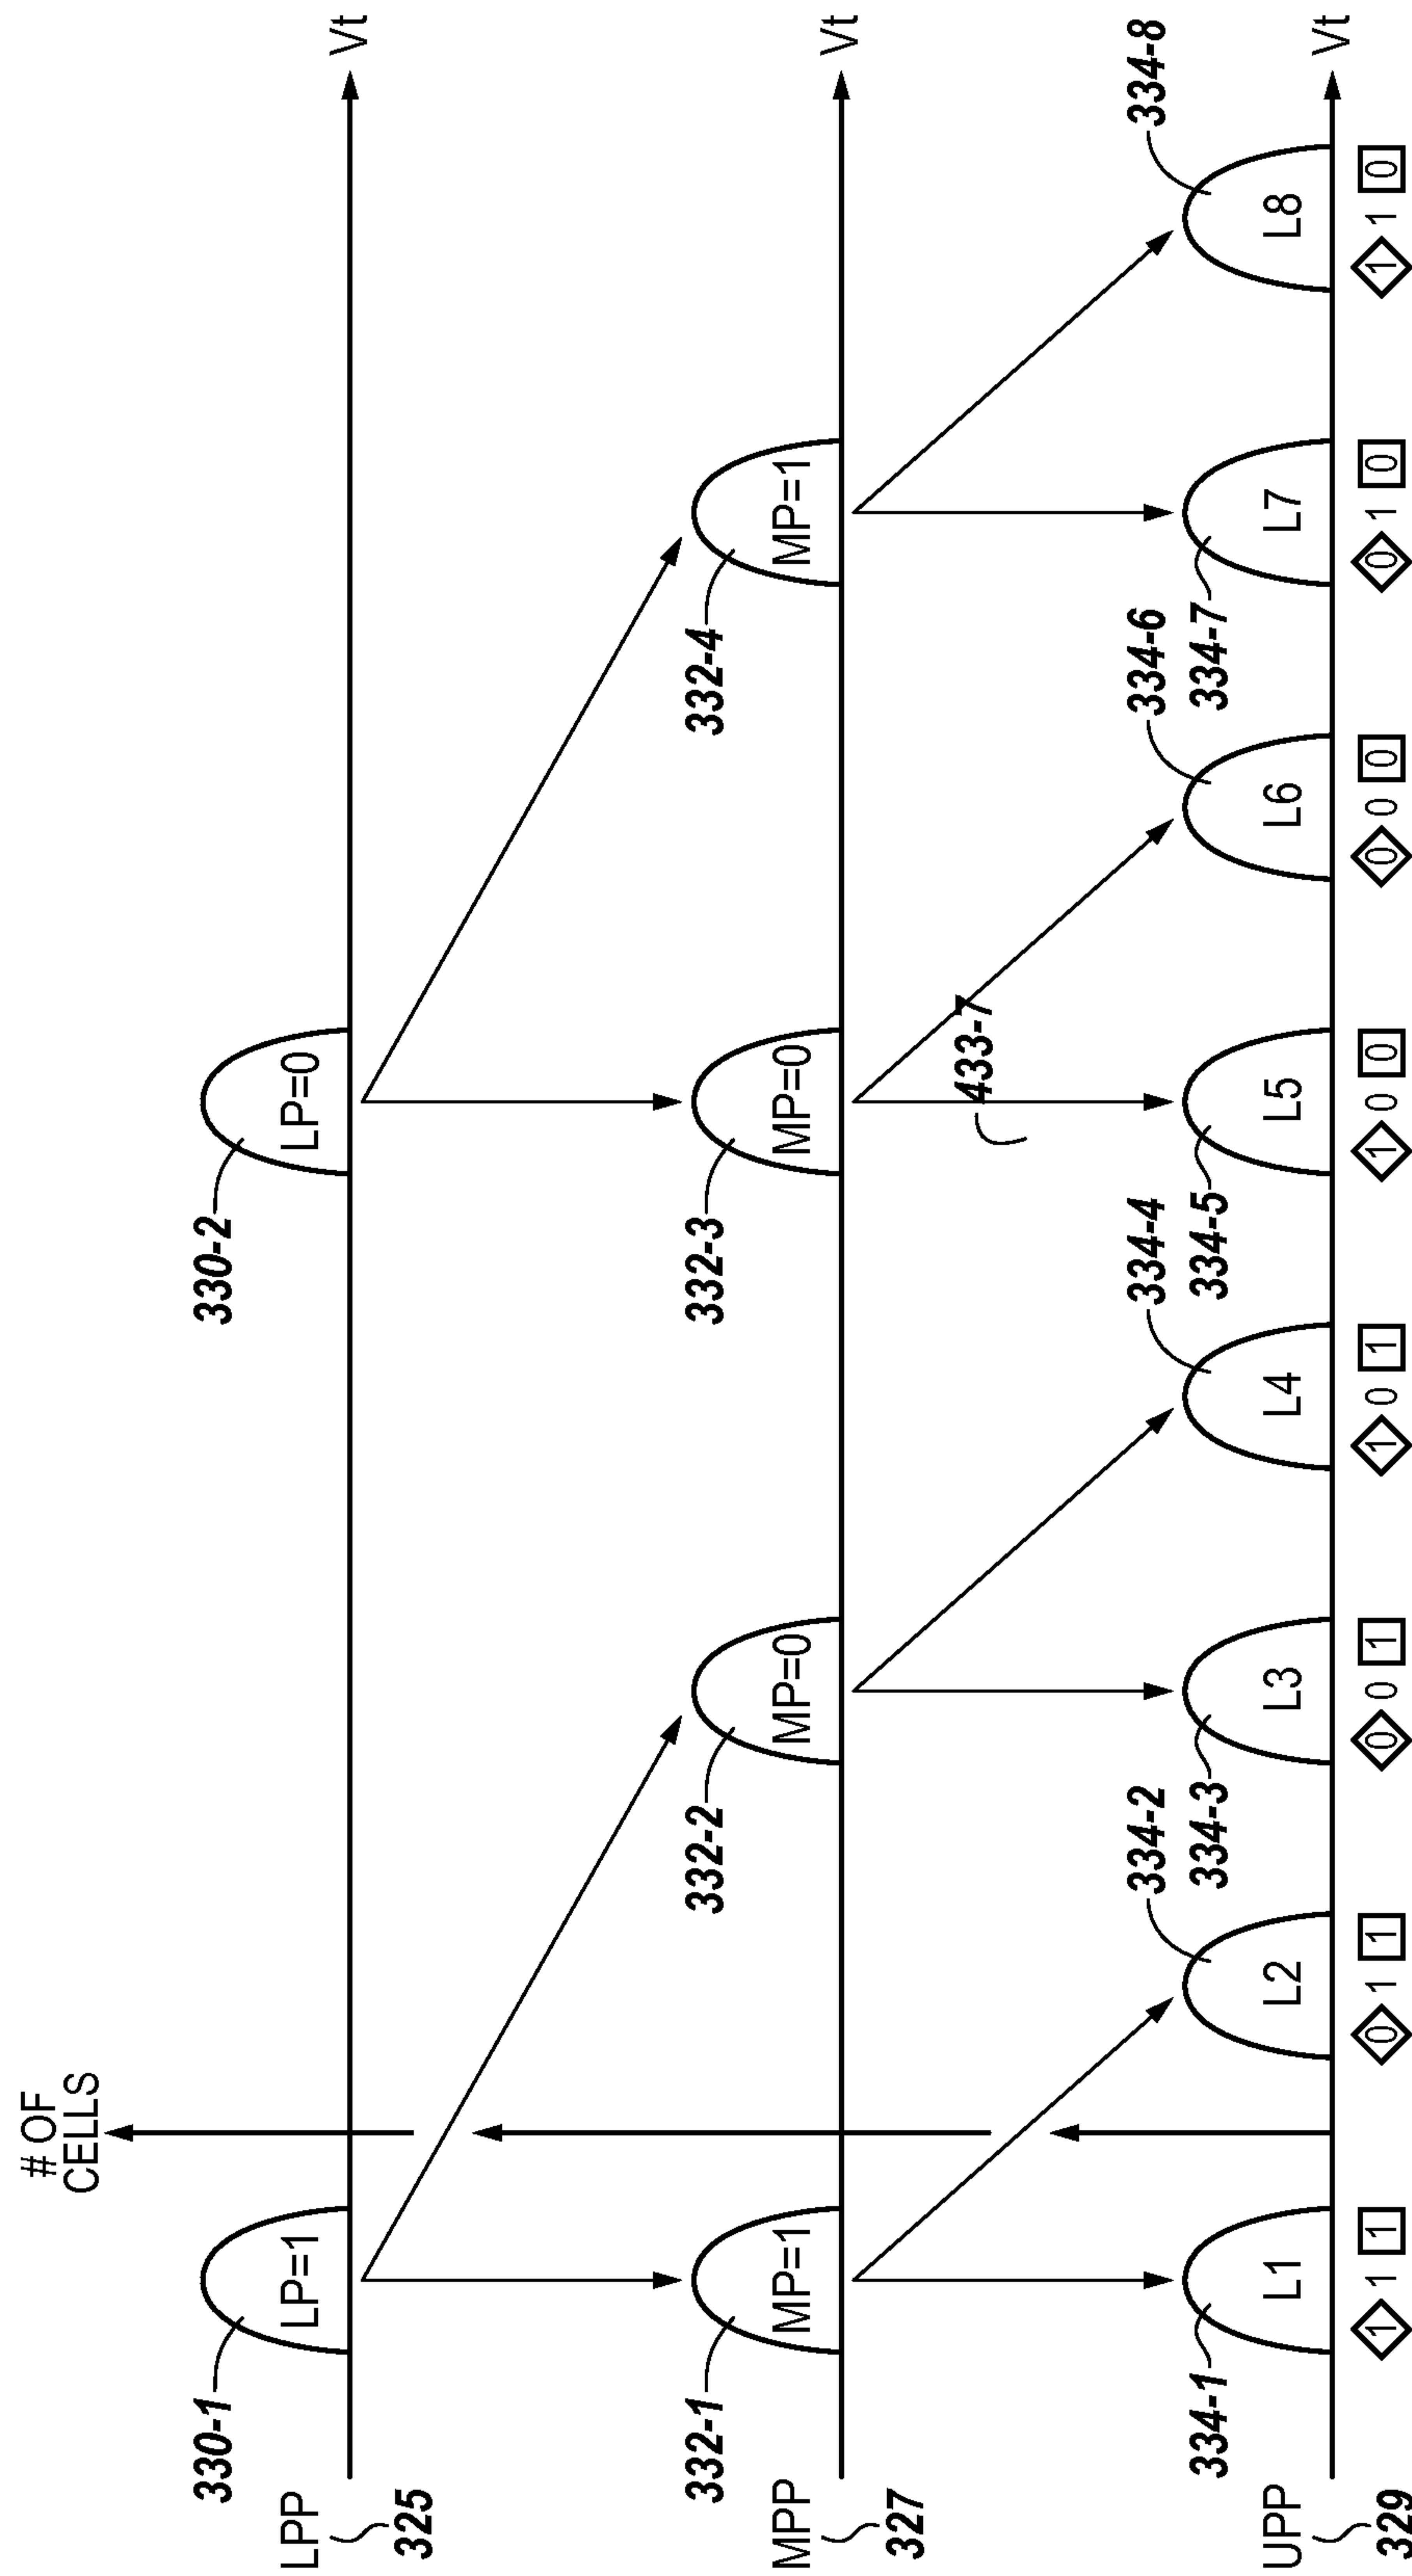 # OF
CELLS
330-1
LP=1
330-2
LP=0
Vt
LPP
325
332-1
MP=1
332-2
MP=0
332-3
MP=0
332-4
MP=1
Vt
MPP
327
433-7
334-2
334-4
334-6
334-8
334-1
334-3
334-5
334-7
L1
L2
L3
L4
L5
L6
L7
L8
Vt
UPP
329
1 1 1
0 1 1
0 0 1
1 0 1
1 0 0
0 0 0
0 1 0
1 1 0